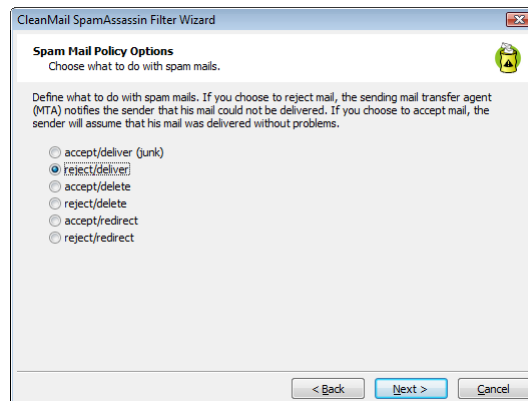 CleanMail SpamAssassin Filter Wizard
Spam Mail Policy Options
Choose what to do with spam mails.
Define what to do with spam mails. If you choose to reject mail, the sending mail transfer agent
(MTA) notifies the sender that his mail could not be delivered. If you choose to accept mail, the
sender will assume that his mail was delivered without problems.
accept/deliver (junk)
reject/deliver
accept/delete
reject/delete
accept/redirect
reject/redirect
< Back Next > Cancel